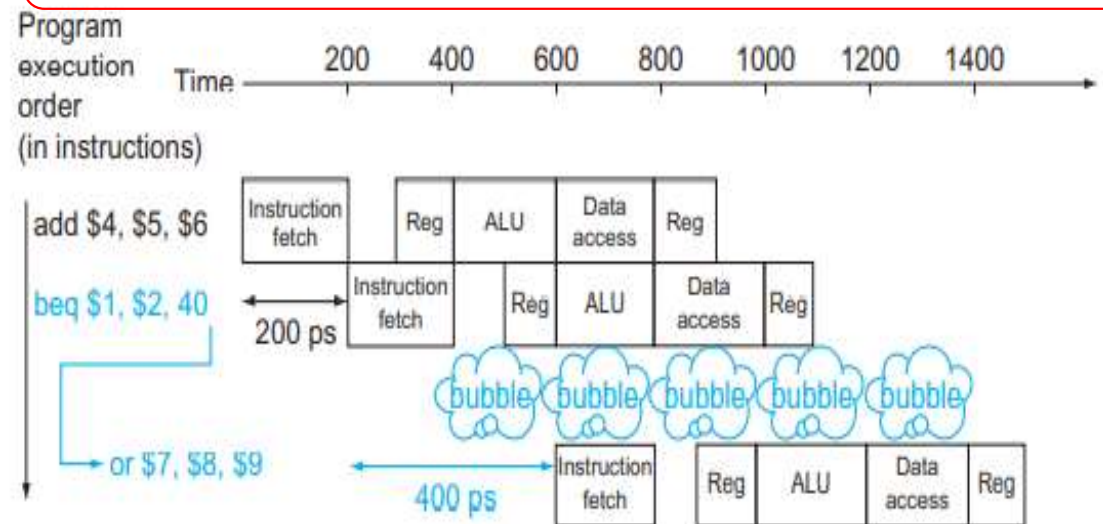 Program
execution
order
(in instructions)
Time
200 400 600 800 1000 1200 1400
add $4, $5, $6
Instruction fetch
Reg
ALU
Data access
Reg
beq $1, $2, 40
200 ps
Instruction fetch
Reg
ALU
Data access
Reg
bubble bubble bubble bubble bubble
or $7, $8, $9
400 ps
Instruction fetch
Reg
ALU
Data access
Reg